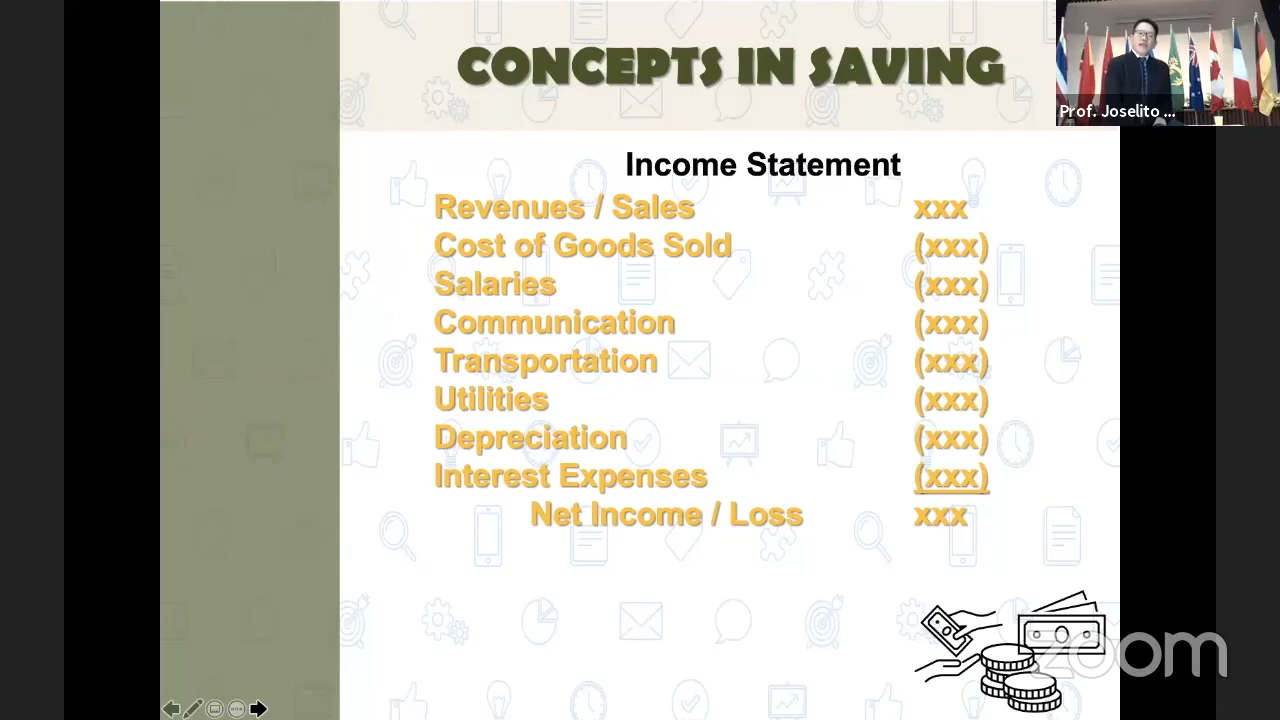 CONCEPTS IN SAVING
Prof. Joselito ...
Income Statement
Revenues / Sales xxx
Cost of Goods Sold (xxx)
Salaries (xxx)
Communication (xxx)
Transportation (xxx)
Utilities (xxx)
Depreciation (xxx)
Interest Expenses (xxx)
Net Income / Loss xxx
zoom